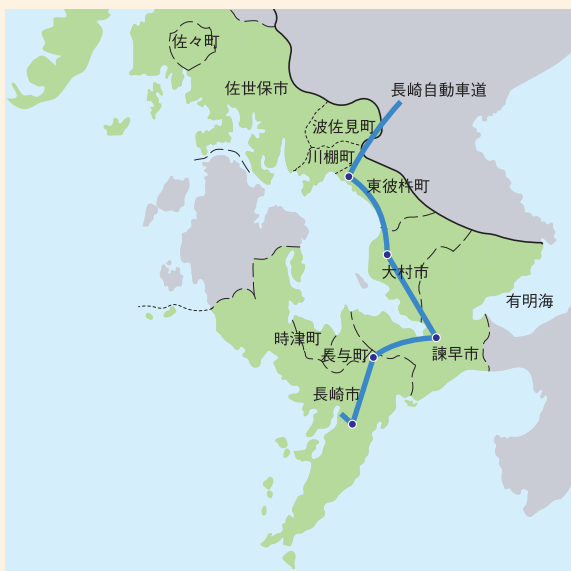 佐々町
佐世保市
長崎自動車道
波佐見町
川棚町
東彼杵町
大村市
有明海
時津町
長与町
諫早市
長崎市